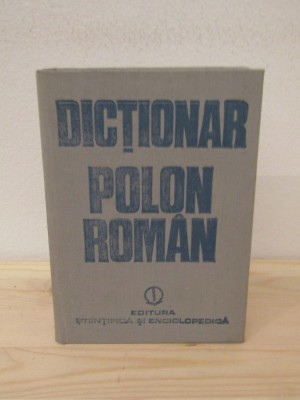 DICȚIONAR
POLON
ROMÂN
EDITURA
ȘTIINȚIFICĂ ȘI ENCICLOPEDICĂ